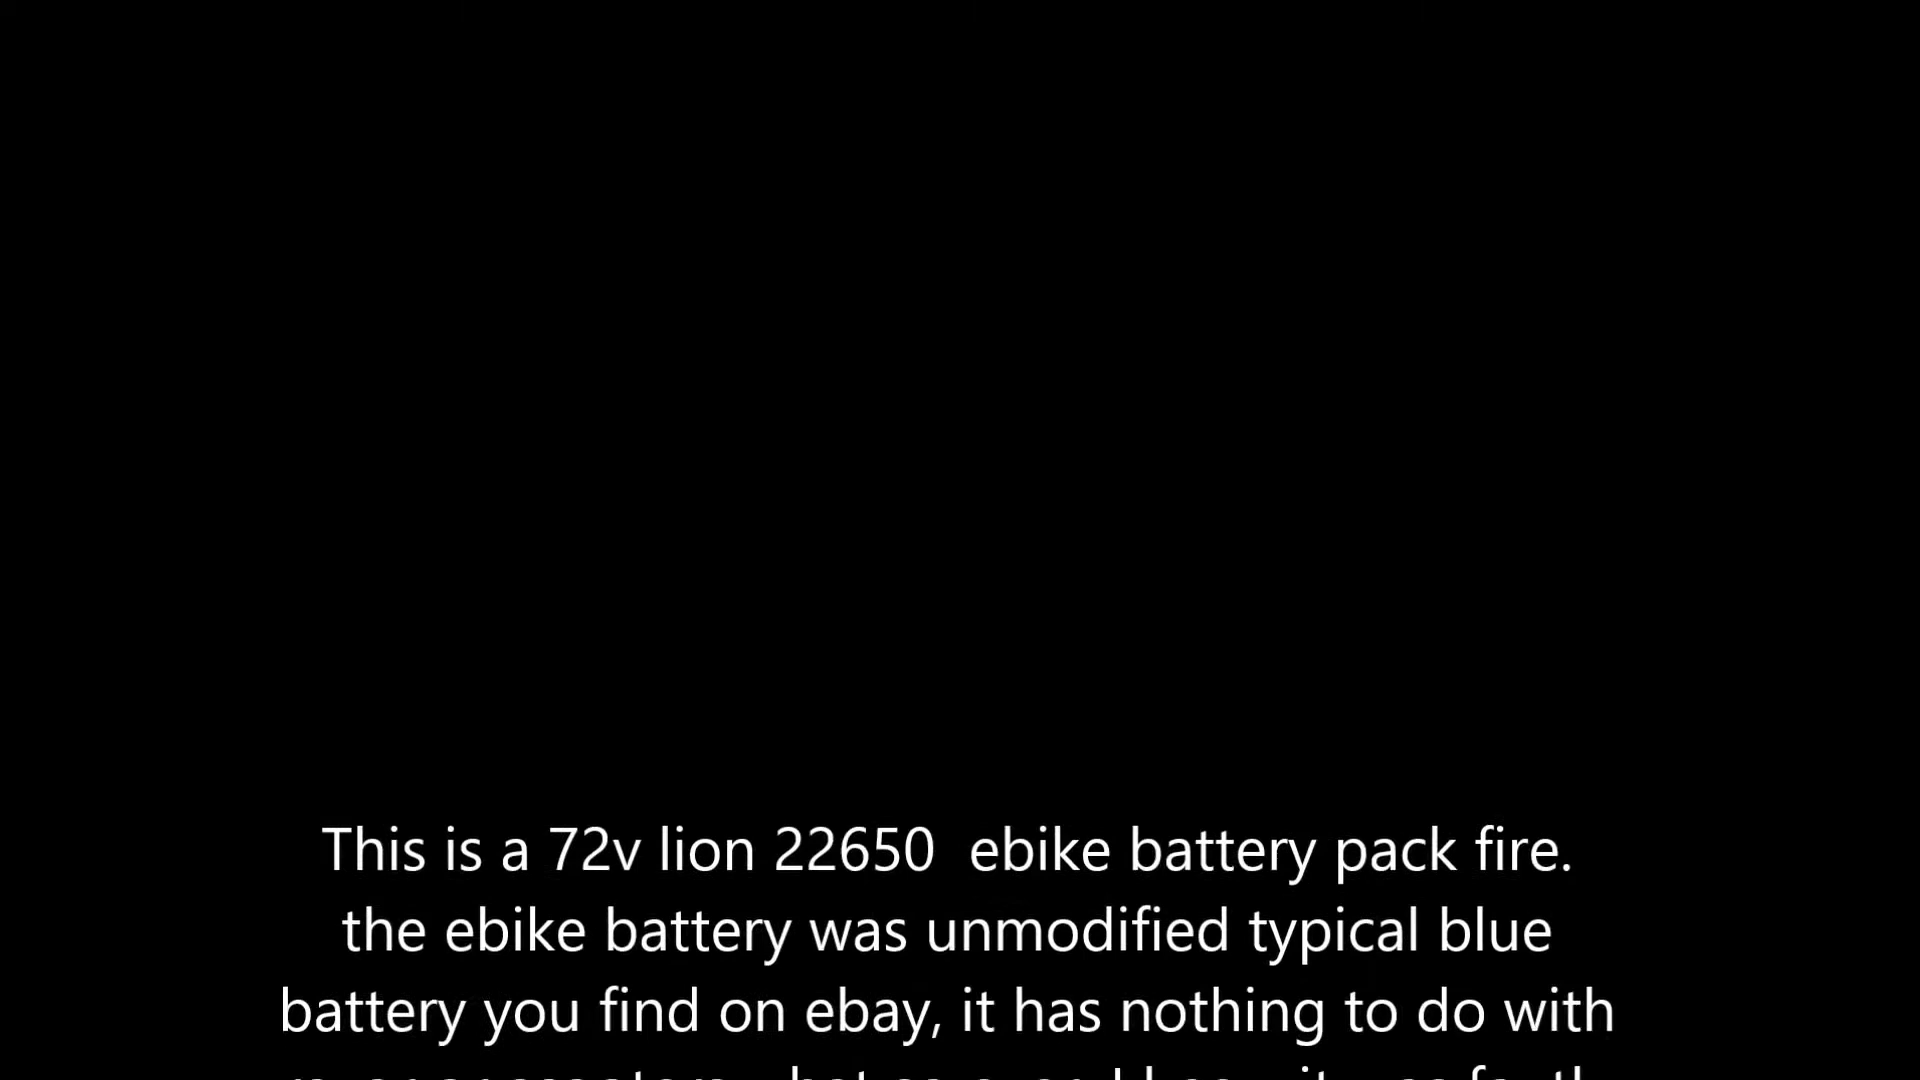 This is a 72v lion 22650  ebike battery pack fire.
the ebike battery was unmodified typical blue
battery you find on ebay, it has nothing to do with